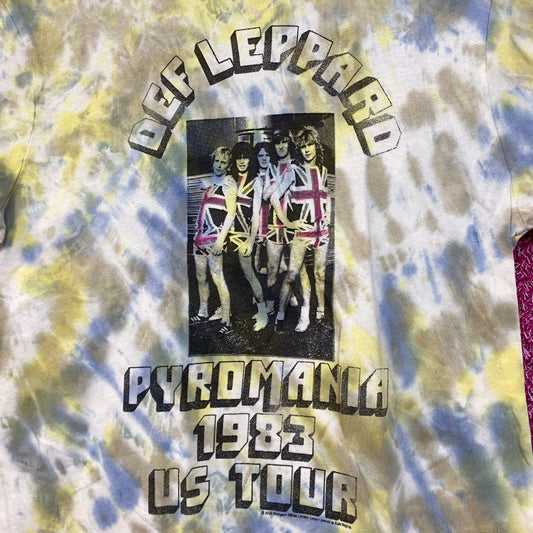 DEF LEPPARD
PYROMANIA
1983
US TOUR